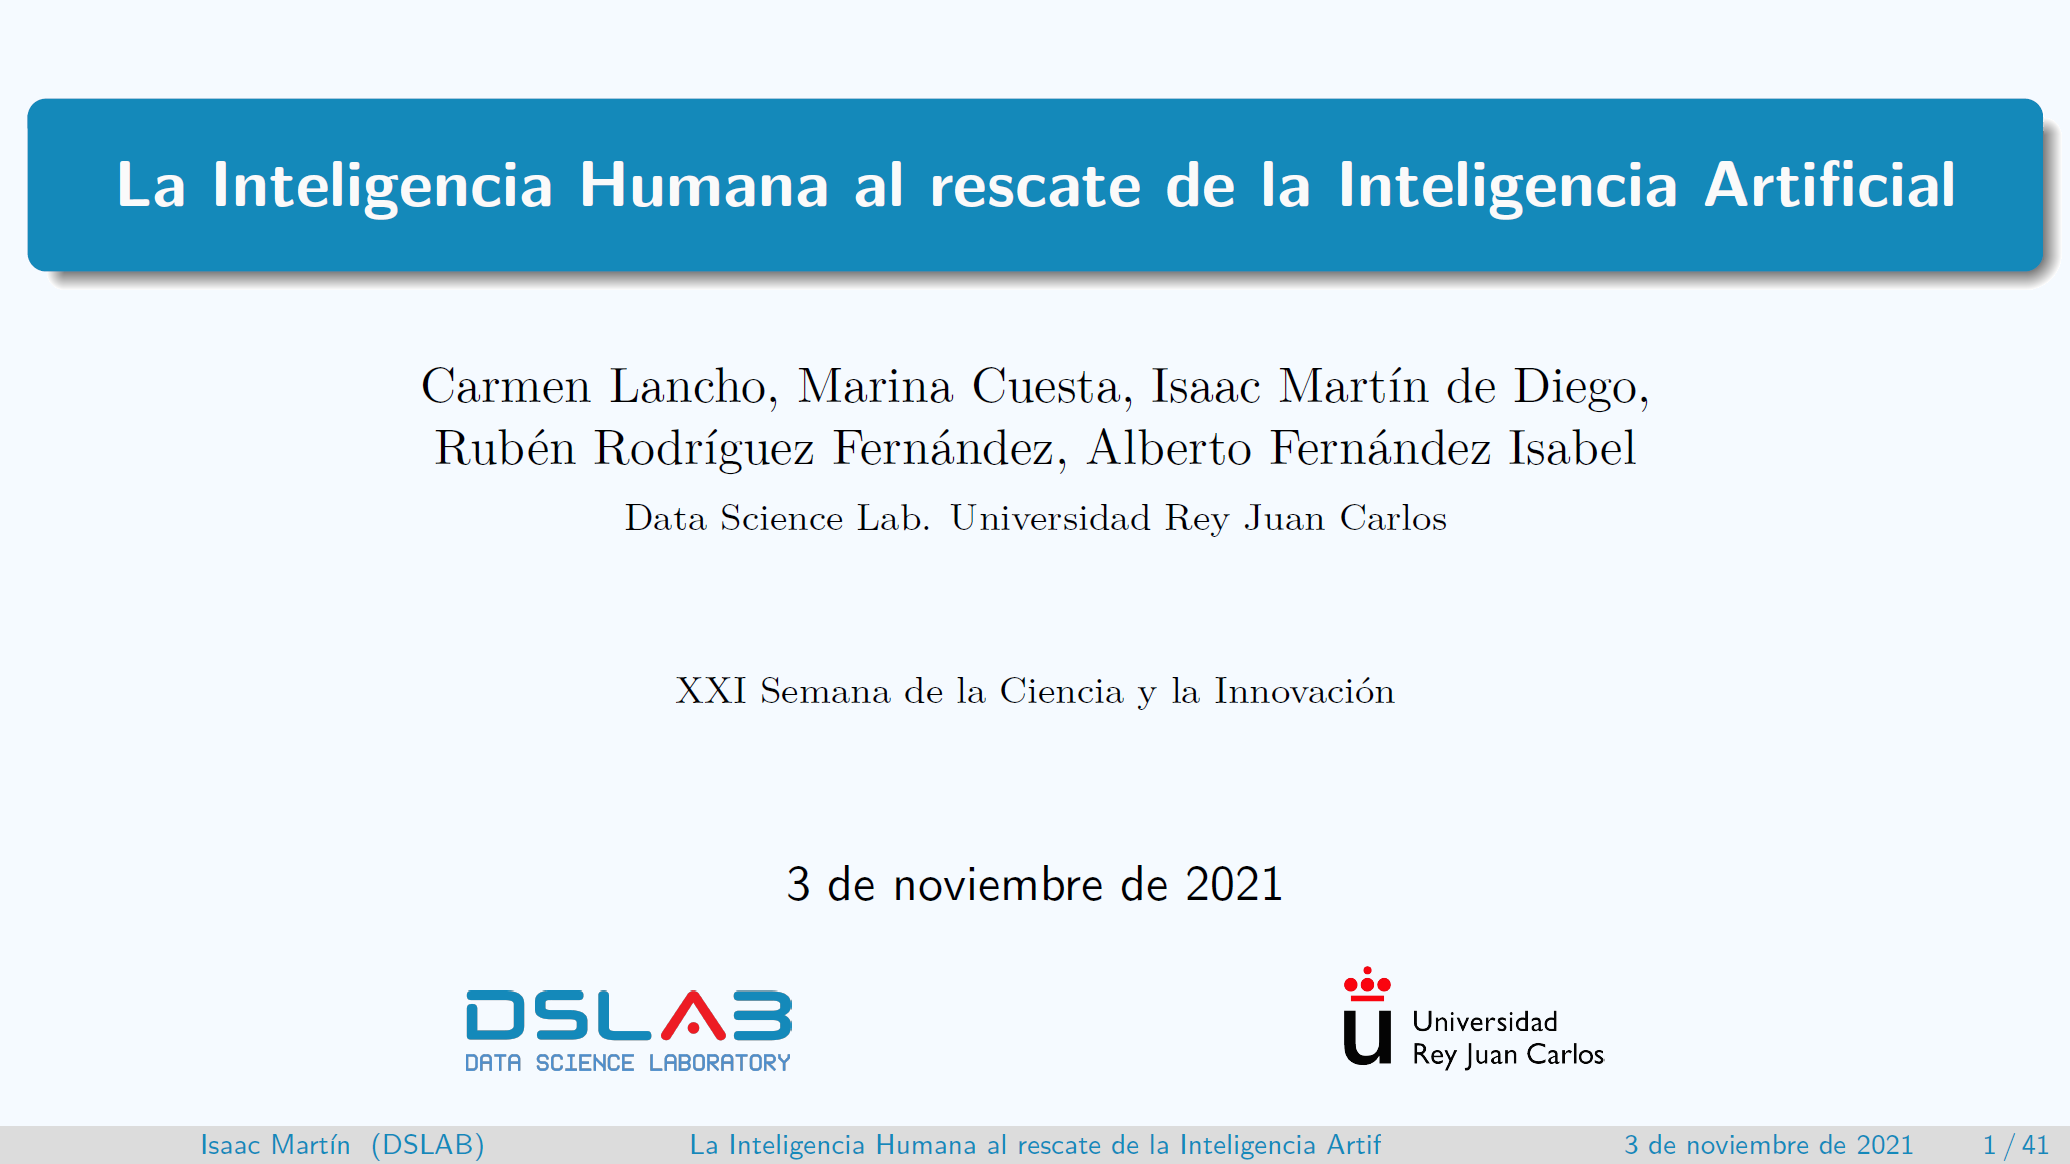 La Inteligencia Humana al rescate de la Inteligencia Artificial
Carmen Lancho, Marina Cuesta, Isaac Martín de Diego,
Rubén Rodríguez Fernández, Alberto Fernández Isabel
Data Science Lab. Universidad Rey Juan Carlos
XXI Semana de la Ciencia y la Innovación
3 de noviembre de 2021
DSLAB
DATA SCIENCE LABORATORY
u
Universidad
Rey Juan Carlos
Isaac Martín (DSLAB) La Inteligencia Humana al rescate de la Inteligencia Artif 3 de noviembre de 2021 1 / 41